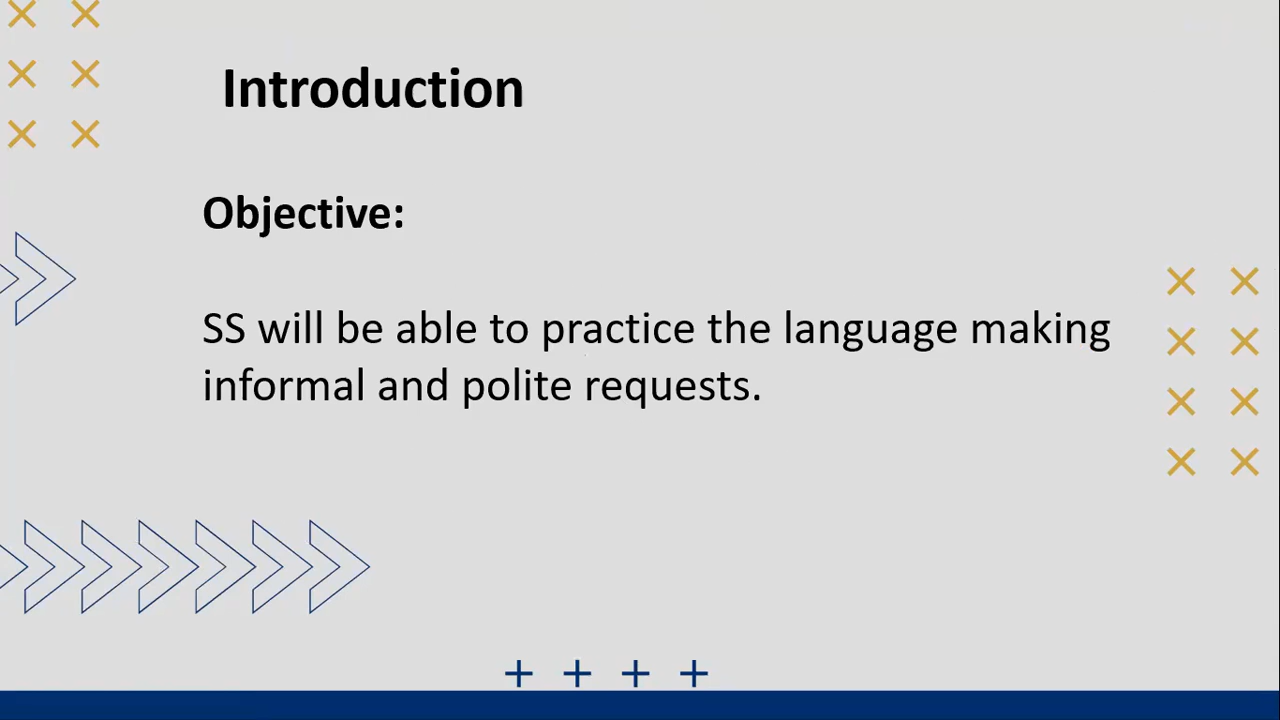 Introduction
Objective:
SS will be able to practice the language making
informal and polite requests.